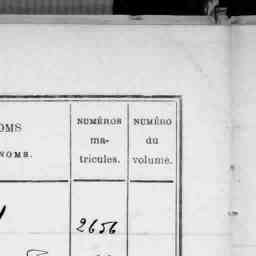 OMS
NOMS.
NUMÉROS
ma-
tricules.
NUMÉRO
du
volume.
2656